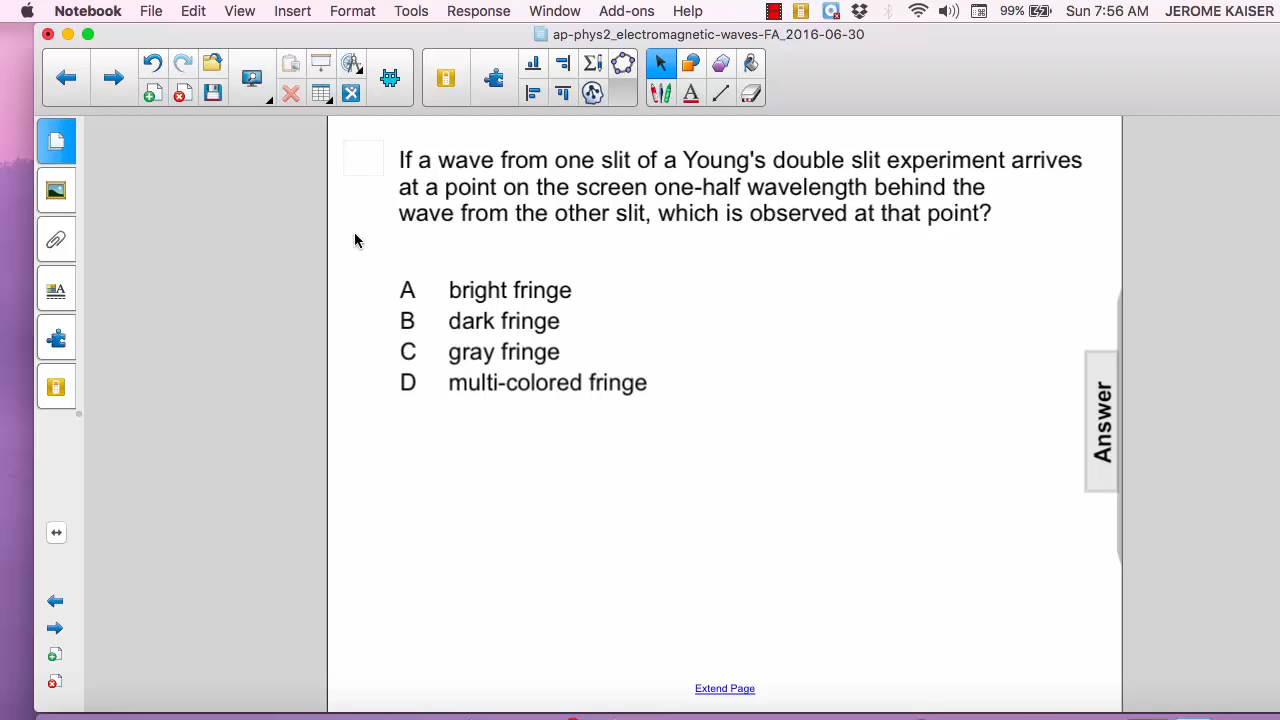 Notebook File Edit View Insert Format Tools Response Window Add-ons Help 99% Sun 7:56 AM JEROME KAISER
ap-phys2_electromagnetic-waves-FA_2016-06-30
If a wave from one slit of a Young's double slit experiment arrives
at a point on the screen one-half wavelength behind the
wave from the other slit, which is observed at that point?
A bright fringe
B dark fringe
C gray fringe
D multi-colored fringe
Answer
Extend Page